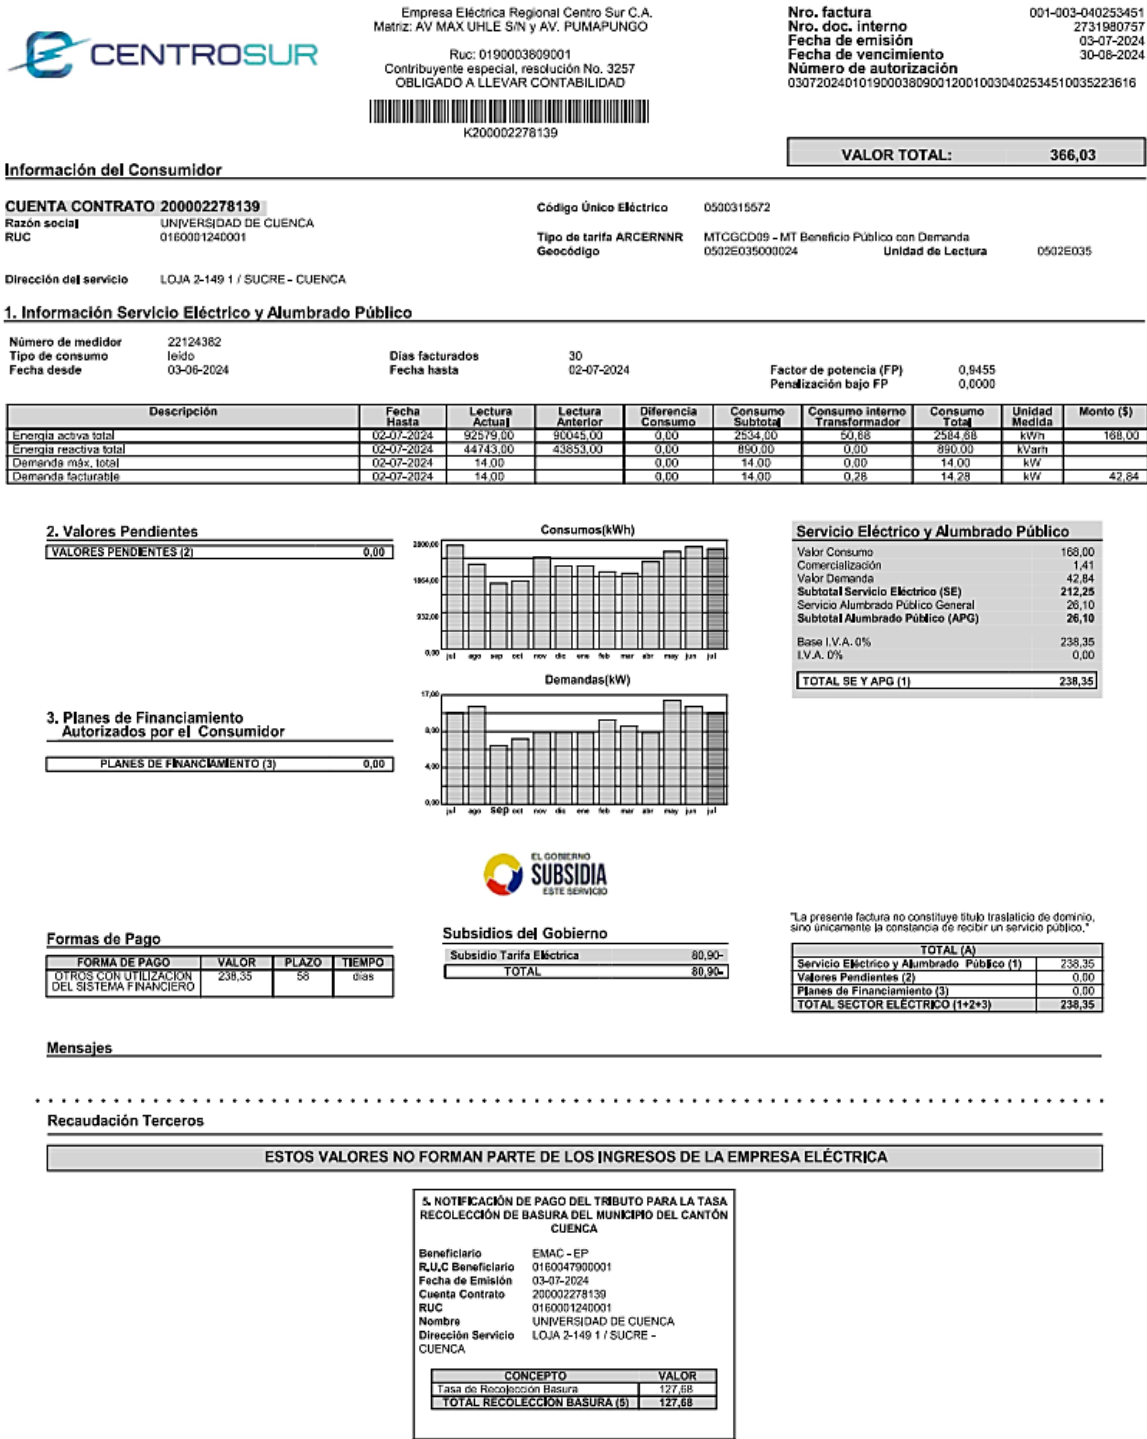 CENTROSUR
Empresa Eléctrica Regional Centro Sur C.A.
Matriz: AV MAX UHLE S/N y AV. PUMAPUNGO
Ruc: 0190003809001
Contribuyente especial, resolución No. 3257
OBLIGADO A LLEVAR CONTABILIDAD
K200002278139
Nro. factura 001-003-040253451
Nro. doc. interno 2731980757
Fecha de emisión 03-07-2024
Fecha de vencimiento 30-08-2024
Número de autorización
0307202401019000380900120010030402534510035223616
VALOR TOTAL: 366,03
Información del Consumidor
CUENTA CONTRATO 200002278139
Razón social UNIVERSIDAD DE CUENCA
RUC 0160001240001
Dirección del servicio LOJA 2-149 1 / SUCRE - CUENCA
Código Único Eléctrico 0500315572
Tipo de tarifa ARCERNNR MTCGCD09 - MT Beneficio Público con Demanda
Geocódigo 0502E035000024 Unidad de Lectura 0502E035
1. Información Servicio Eléctrico y Alumbrado Público
Número de medidor 22124382
Tipo de consumo leído Días facturados 30
Fecha desde 03-06-2024 Fecha hasta 02-07-2024
Factor de potencia (FP) 0,9455
Penalización bajo FP 0,0000
Descripción Fecha Hasta Lectura Actual Lectura Anterior Diferencia Consumo Consumo Subtotal Consumo interno Transformador Consumo Total Unidad Medida Monto ($)
Energía activa total 02-07-2024 92579,00 90045,00 0,00 2534,00 50,68 2584,68 kWh 168,00
Energía reactiva total 02-07-2024 44743,00 43853,00 0,00 890,00 0,00 890,00 kVarh
Demanda máx. total 02-07-2024 14,00 0,00 14,00 0,00 14,00 kW
Demanda facturable 02-07-2024 14,00 0,00 14,00 0,28 14,28 kW 42,84
2. Valores Pendientes
VALORES PENDIENTES (2) 0,00
3. Planes de Financiamiento
Autorizados por el Consumidor
PLANES DE FINANCIAMIENTO (3) 0,00
Consumos(kWh)
2800,00
1864,00
932,00
0,00
jul ago sep oct nov dic ene feb mar abr may jun jul
Demandas(kW)
17,00
8,00
4,00
0,00
jul ago sep oct nov dic ene feb mar abr may jun jul
Servicio Eléctrico y Alumbrado Público
Valor Consumo 168,00
Comercialización 1,41
Valor Demanda 42,84
Subtotal Servicio Eléctrico (SE) 212,25
Servicio Alumbrado Público General 26,10
Subtotal Alumbrado Público (APG) 26,10
Base I.V.A. 0% 238,35
I.V.A. 0% 0,00
TOTAL SE Y APG (1) 238,35
EL GOBIERNO
SUBSIDIA
ESTE SERVICIO
Formas de Pago
FORMA DE PAGO VALOR PLAZO TIEMPO
OTROS CON UTILIZACION DEL SISTEMA FINANCIERO 238,35 58 días
Subsidios del Gobierno
Subsidio Tarifa Eléctrica 80,90-
TOTAL 80,90-
"La presente factura no constituye título traslaticio de dominio,
sino únicamente la constancia de recibir un servicio público."
TOTAL (A)
Servicio Eléctrico y Alumbrado Público (1) 238,35
Valores Pendientes (2) 0,00
Planes de Financiamiento (3) 0,00
TOTAL SECTOR ELÉCTRICO (1+2+3) 238,35
Mensajes
Recaudación Terceros
ESTOS VALORES NO FORMAN PARTE DE LOS INGRESOS DE LA EMPRESA ELÉCTRICA
5. NOTIFICACIÓN DE PAGO DEL TRIBUTO PARA LA TASA
RECOLECCIÓN DE BASURA DEL MUNICIPIO DEL CANTÓN
CUENCA
Beneficiario EMAC - EP
R.U.C Beneficiario 0160047900001
Fecha de Emisión 03-07-2024
Cuenta Contrato 200002278139
RUC 0160001240001
Nombre UNIVERSIDAD DE CUENCA
Dirección Servicio LOJA 2-149 1 / SUCRE -
CUENCA
CONCEPTO VALOR
Tasa de Recolección Basura 127,68
TOTAL RECOLECCIÓN BASURA (5) 127,68